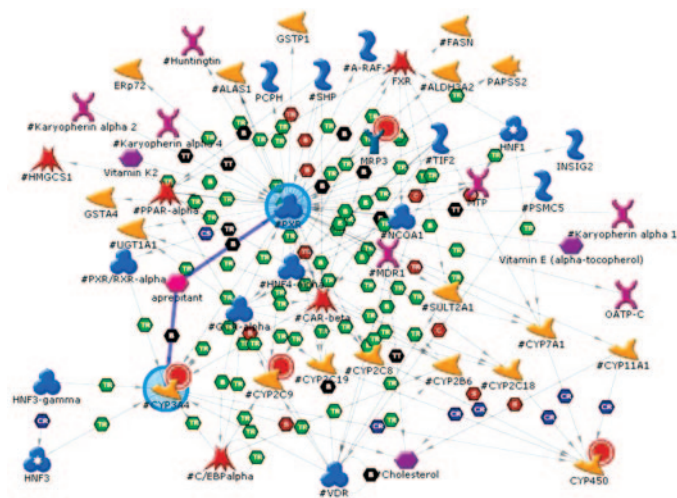 GSTP1
#FASN
#Huntingtin
#A-RAF-1
FXR
ERp72
#ALAS1
PCPH
#SHP
#ALDH3A2
PAPSS2
#Karyopherin alpha 2
#Karyopherin alpha 4
MRP3
#TIF2
HNF1
INSIG2
Vitamin K2
#HMGCS1
#PPAR-alpha
MTP
#PSMC5
GSTA4
#PXR
#NCOA1
#Karyopherin alpha 1
#UGT1A1
#MDR1
Vitamin E (alpha-tocopherol)
#PXR/RXR-alpha
#HNF4-alpha
aprepitant
#SULT2A1
OATP-C
#CAR-beta
#CYP7A1
#CYP2C19
#CYP2C8
#CYP2B6
#CYP2C18
#CYP11A1
HNF3-gamma
#CYP3A4
#CYP2C9
HNF3
#C/EBPalpha
#VDR
#Cholesterol
CYP450